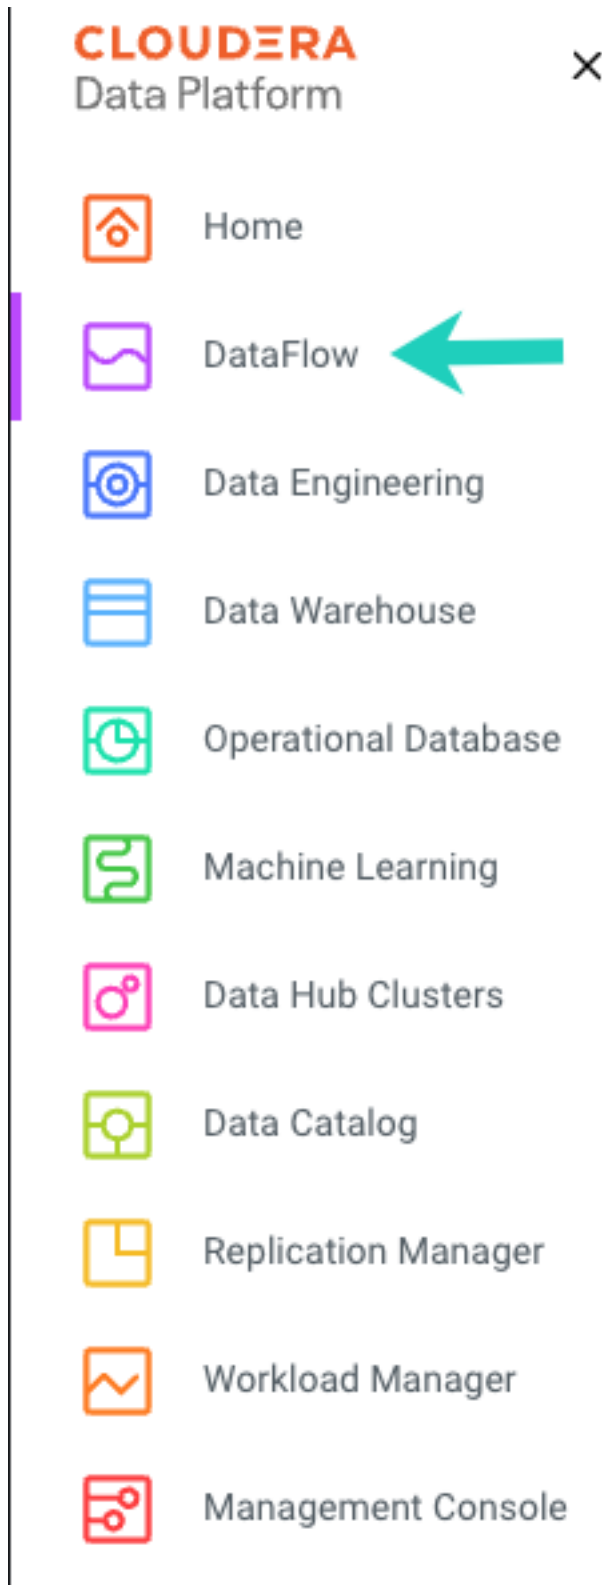 CLOUDERA
Data Platform
Home
DataFlow
Data Engineering
Data Warehouse
Operational Database
Machine Learning
Data Hub Clusters
Data Catalog
Replication Manager
Workload Manager
Management Console